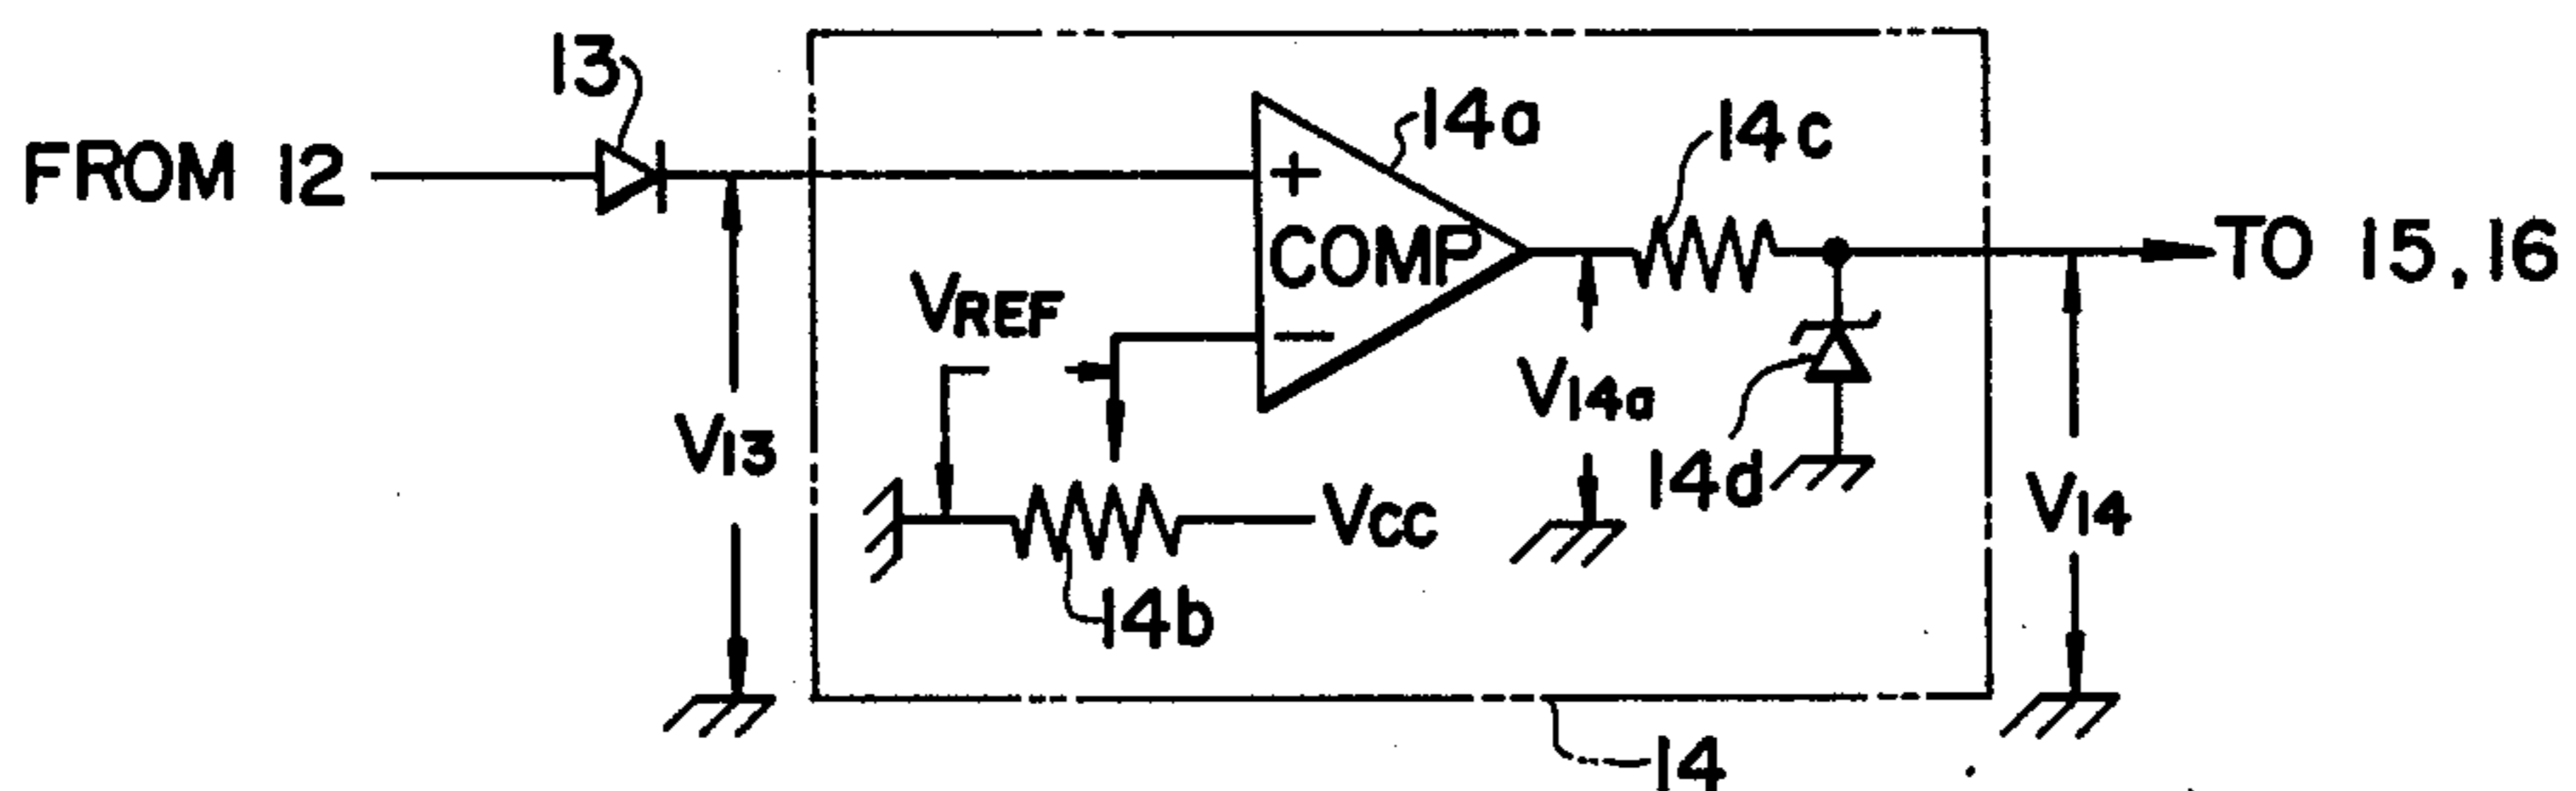 13
FROM 12
+
COMP
−
14a
14c
TO 15, 16
VREF
V13
V14a
14d
VCC
14b
V14
14